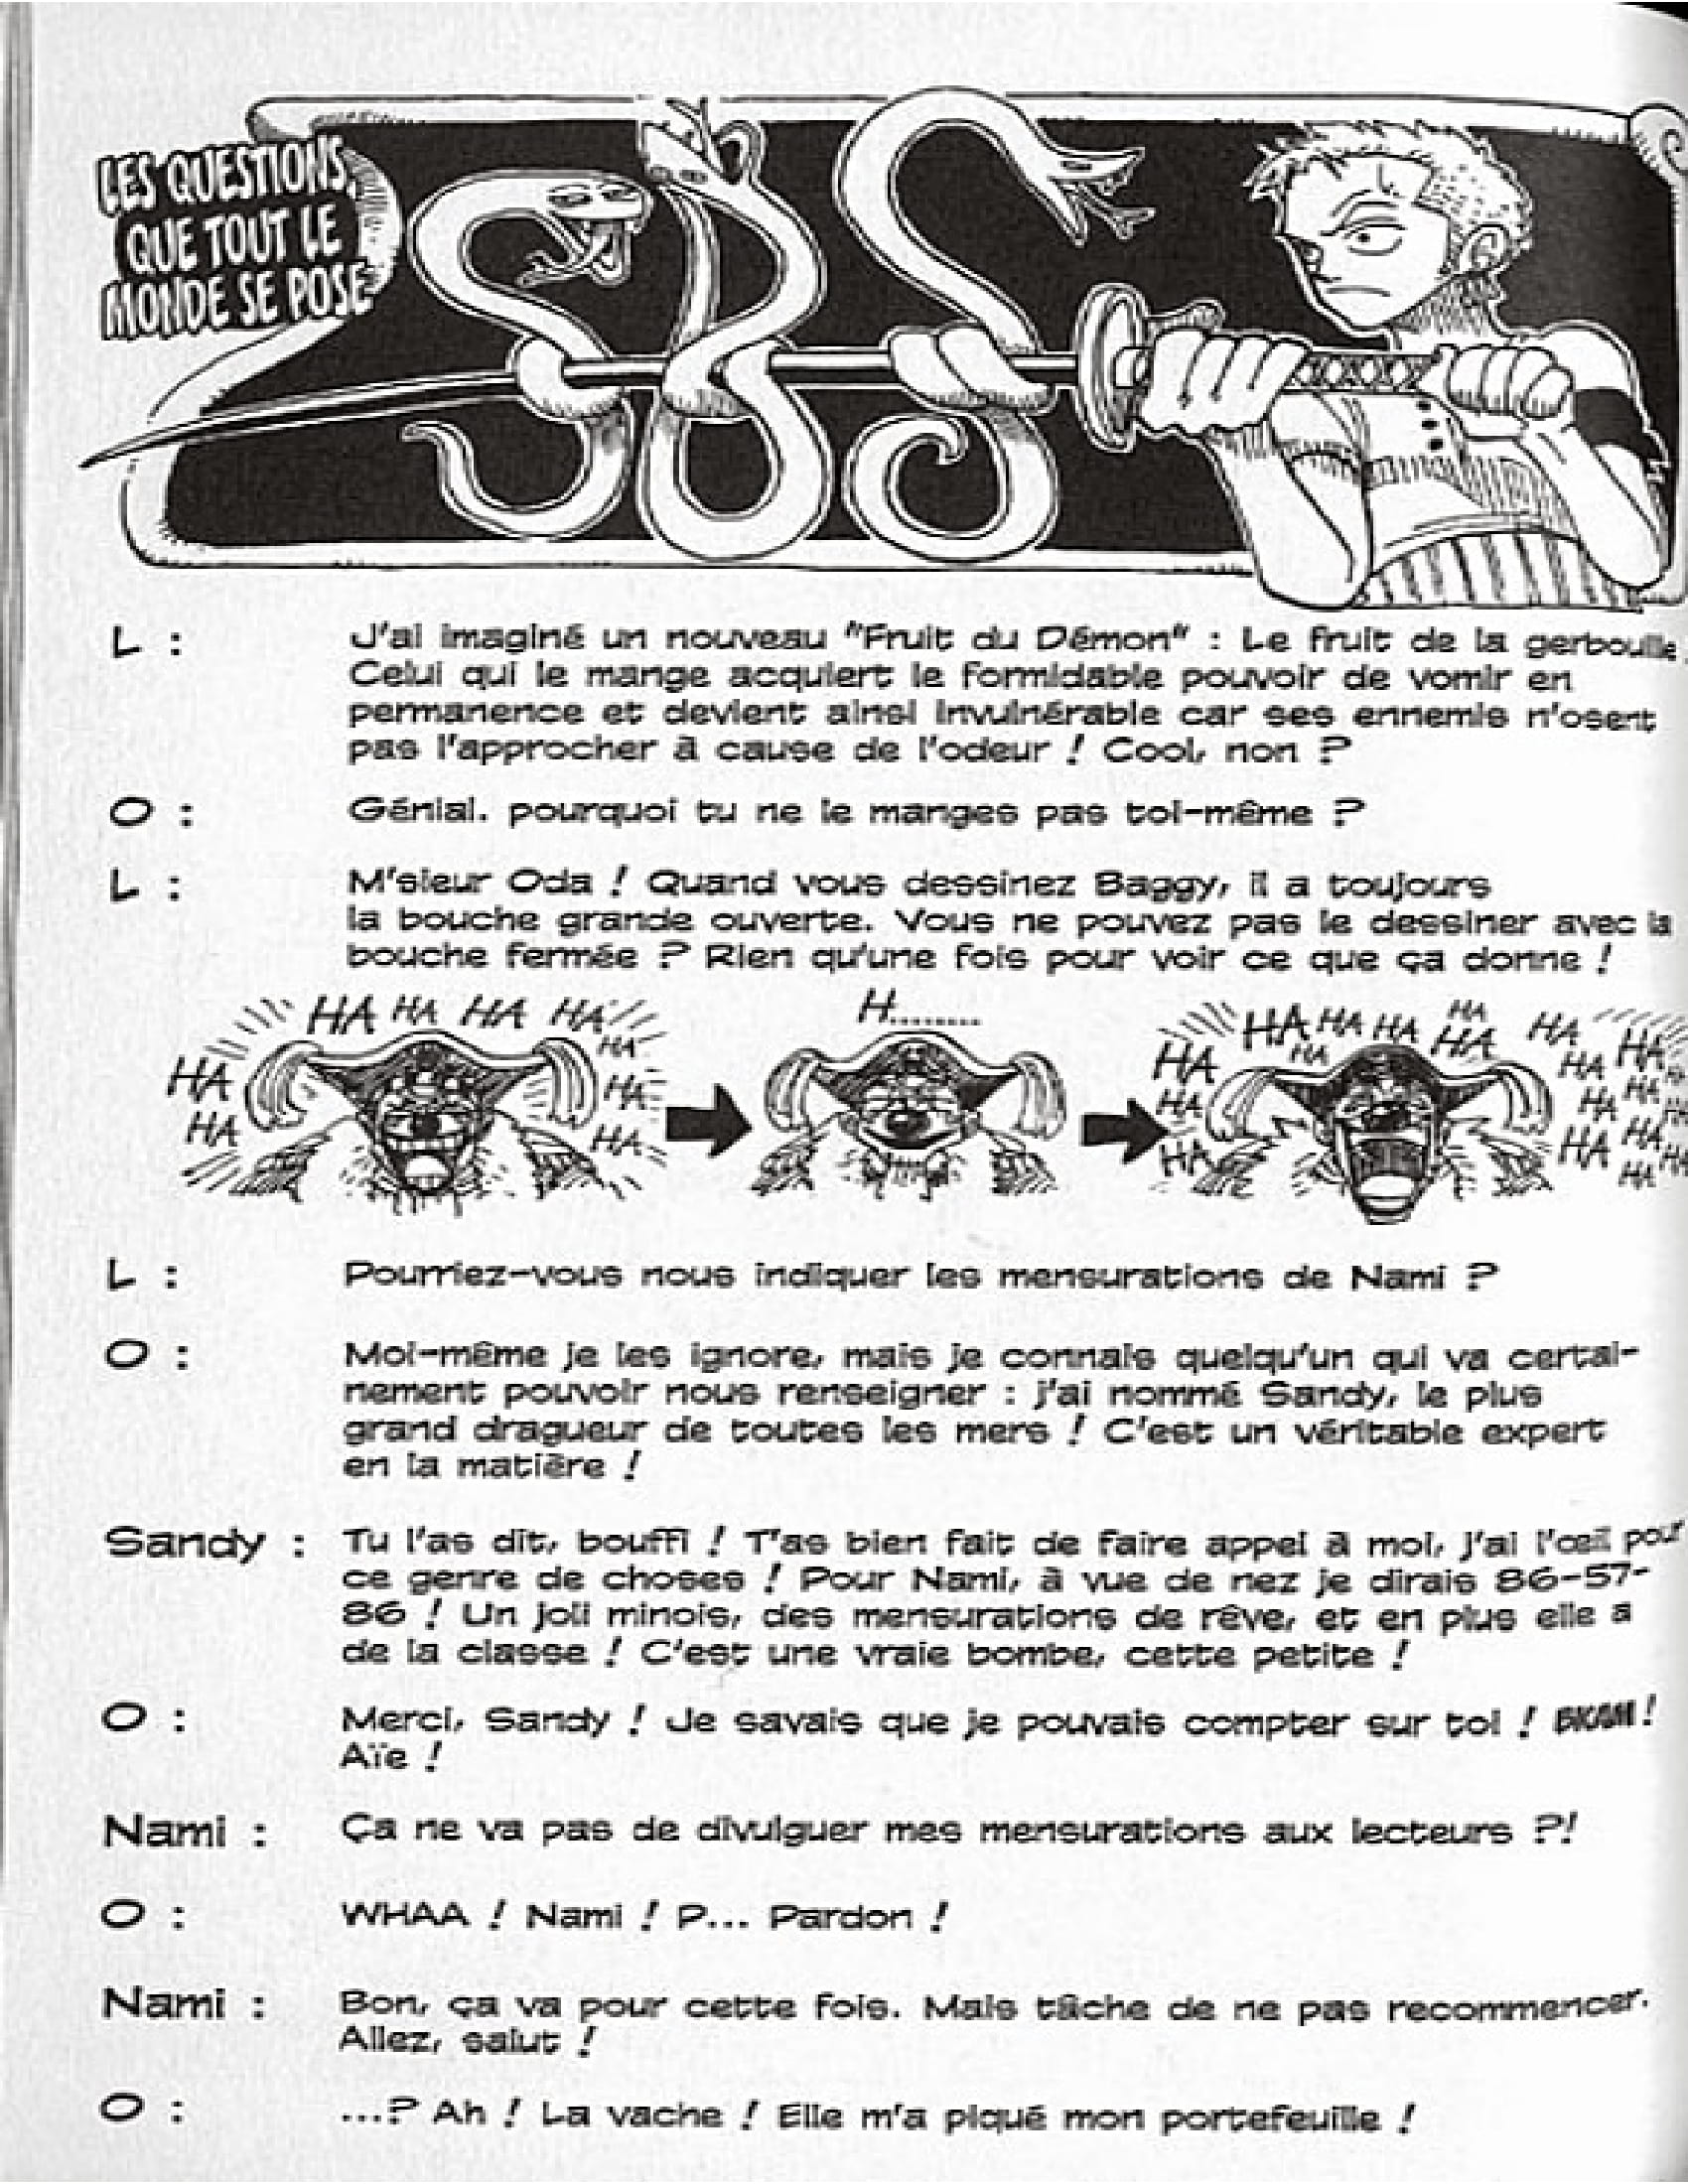 LES QUESTIONS
QUE TOUT LE
MONDE SE POSE
SBS
L : J'ai imaginé un nouveau "Fruit du Démon" : Le fruit de la gerbouille.
Celui qui le mange acquiert le formidable pouvoir de vomir en
permanence et devient ainsi invulnérable car ses ennemis n'osent
pas l'approcher à cause de l'odeur ! Cool, non ?
O : Génial. pourquoi tu ne le manges pas toi-même ?
L : M'sieur Oda ! Quand vous dessinez Baggy, il a toujours
la bouche grande ouverte. Vous ne pouvez pas le dessiner avec la
bouche fermée ? Rien qu'une fois pour voir ce que ça donne !
HA HA HA HA HA HA HA HA HA
H........
HA HA HA HA HA HA HA HA HA HA HA HA HA HA HA HA HA HA HA HA
L : Pourriez-vous nous indiquer les mensurations de Nami ?
O : Moi-même je les ignore, mais je connais quelqu'un qui va certai-
nement pouvoir nous renseigner : j'ai nommé Sandy, le plus
grand dragueur de toutes les mers ! C'est un véritable expert
en la matière !
Sandy : Tu l'as dit, bouffi ! T'as bien fait de faire appel à moi, j'ai l'œil pour
ce genre de choses ! Pour Nami, à vue de nez je dirais 86-57-
86 ! Un joli minois, des mensurations de rêve, et en plus elle a
de la classe ! C'est une vraie bombe, cette petite !
O : Merci, Sandy ! Je savais que je pouvais compter sur toi !
Aïe !
Nami : Ça ne va pas de divulguer mes mensurations aux lecteurs ?!
O : WHAA ! Nami ! P... Pardon !
Nami : Bon, ça va pour cette fois. Mais tâche de ne pas recommencer.
Allez, salut !
O : ...? Ah ! La vache ! Elle m'a piqué mon portefeuille !